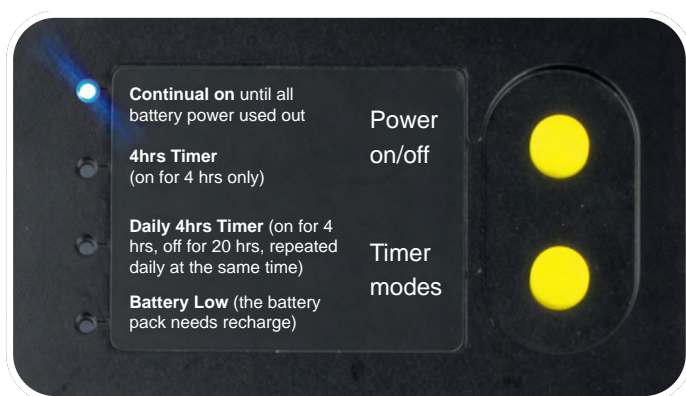 Continual on until all
battery power used out
4hrs Timer
(on for 4 hrs only)
Daily 4hrs Timer (on for 4
hrs, off for 20 hrs, repeated
daily at the same time)
Battery Low (the battery
pack needs recharge)
Power
on/off
Timer
modes